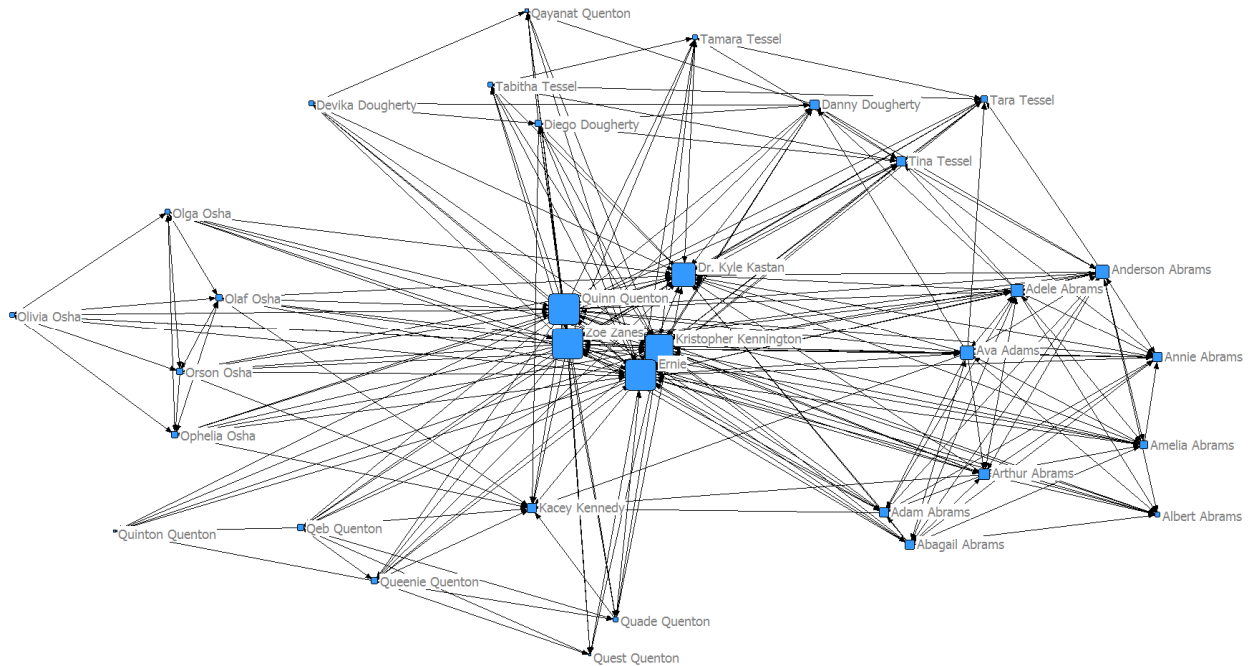 Qayanat Quenton
Tamara Tessel
Tabitha Tessel
Devika Dougherty
Danny Dougherty
Tara Tessel
Diego Dougherty
Tina Tessel
Olga Osha
Dr. Kyle Kastan
Anderson Abrams
Adele Abrams
Olaf Osha
Quinn Quenton
Olivia Osha
Zoe Zanes
Kristopher Kennington
Ava Adams
Annie Abrams
Ernie
Orson Osha
Ophelia Osha
Amelia Abrams
Arthur Abrams
Kacey Kennedy
Adam Abrams
Albert Abrams
Quinton Quenton
Qeb Quenton
Abagail Abrams
Queenie Quenton
Quade Quenton
Quest Quenton